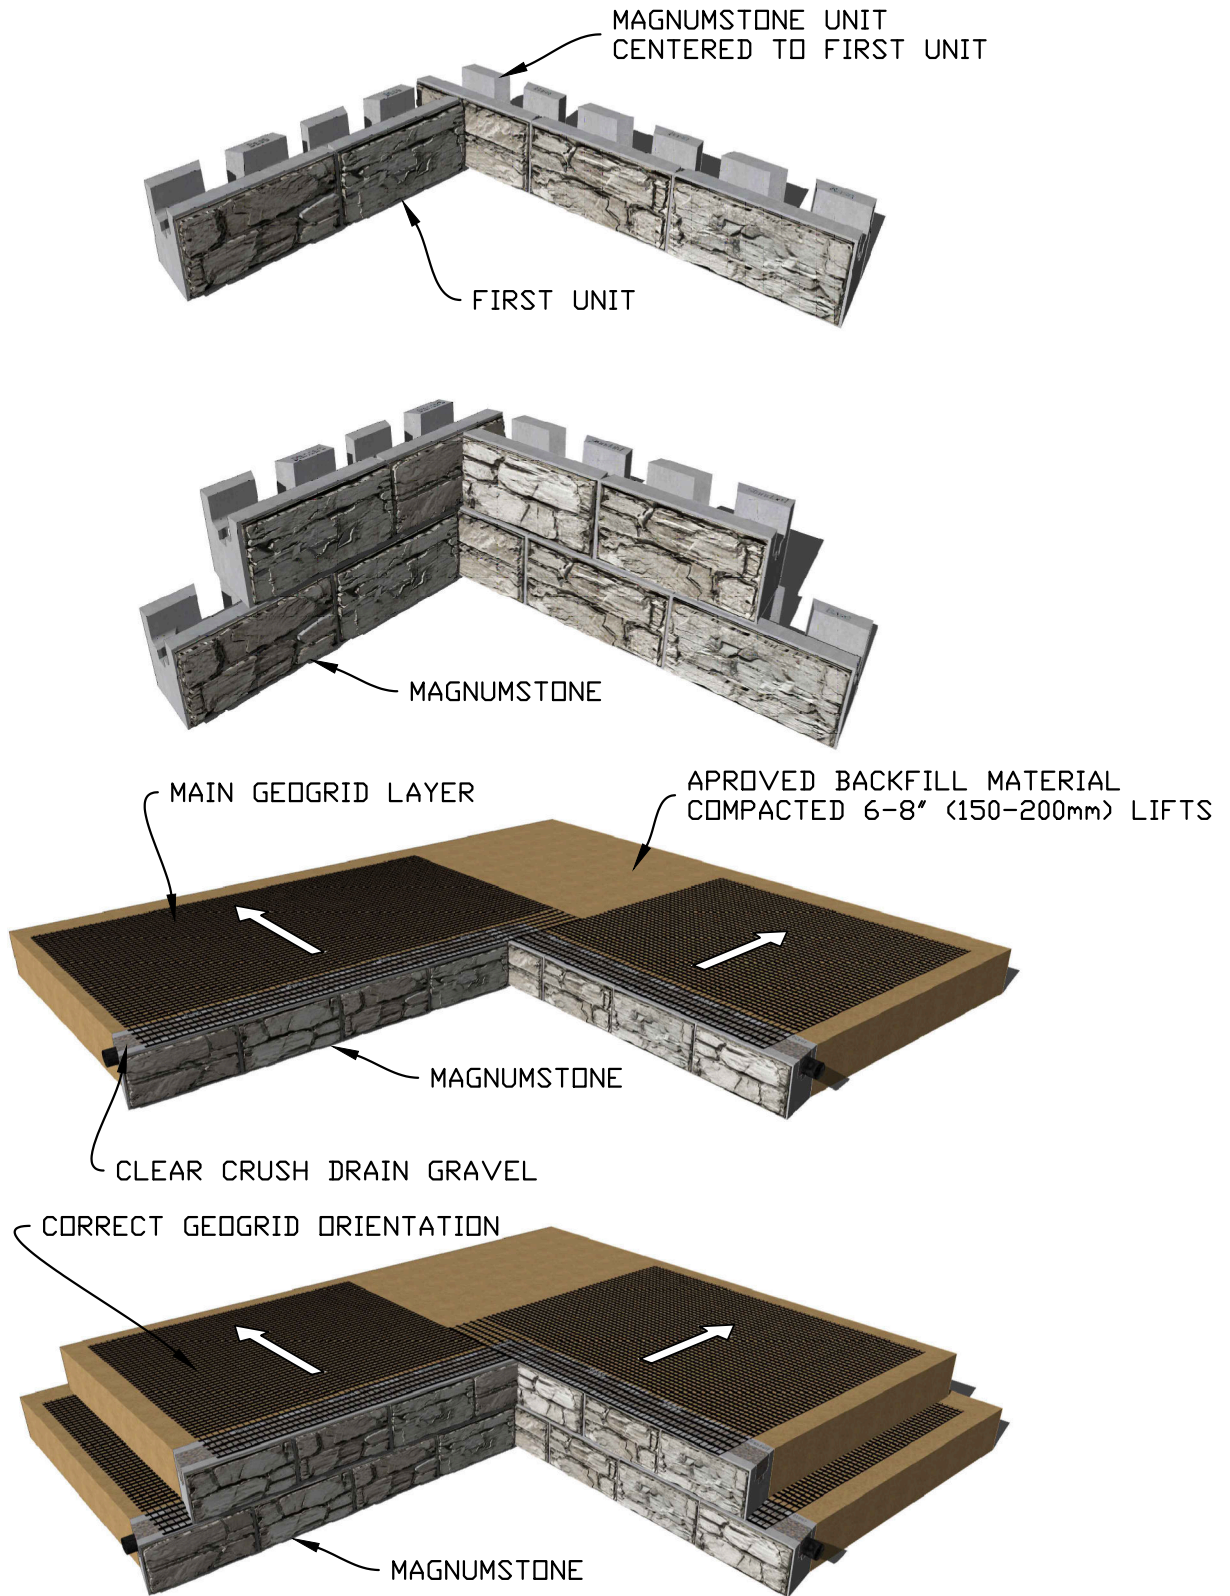 MAGNUMSTONE UNIT
CENTERED TO FIRST UNIT
FIRST UNIT
MAGNUMSTONE
MAIN GEOGRID LAYER
APROVED BACKFILL MATERIAL
COMPACTED 6-8" (150-200mm) LIFTS
MAGNUMSTONE
CLEAR CRUSH DRAIN GRAVEL
CORRECT GEOGRID ORIENTATION
MAGNUMSTONE